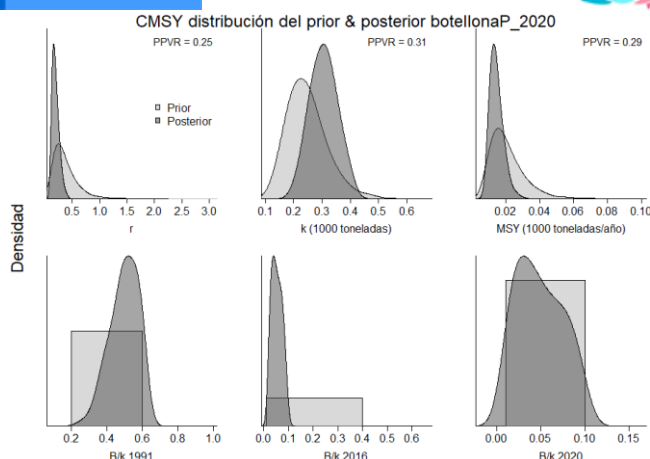 CMSY distribución del prior & posterior botellonaP_2020
PPVR = 0.25
PPVR = 0.31
PPVR = 0.29
Prior
Posterior
Densidad
0.5 1.0 1.5 2.0 2.5 3.0
r
0.1 0.2 0.3 0.4 0.5 0.6
k (1000 toneladas)
0.02 0.04 0.06 0.08 0.10
MSY (1000 toneladas/año)
0.2 0.4 0.6 0.8 1.0
B/k 1991
0.0 0.1 0.2 0.3 0.4 0.5 0.6
B/k 2016
0.00 0.05 0.10 0.15
B/k 2020